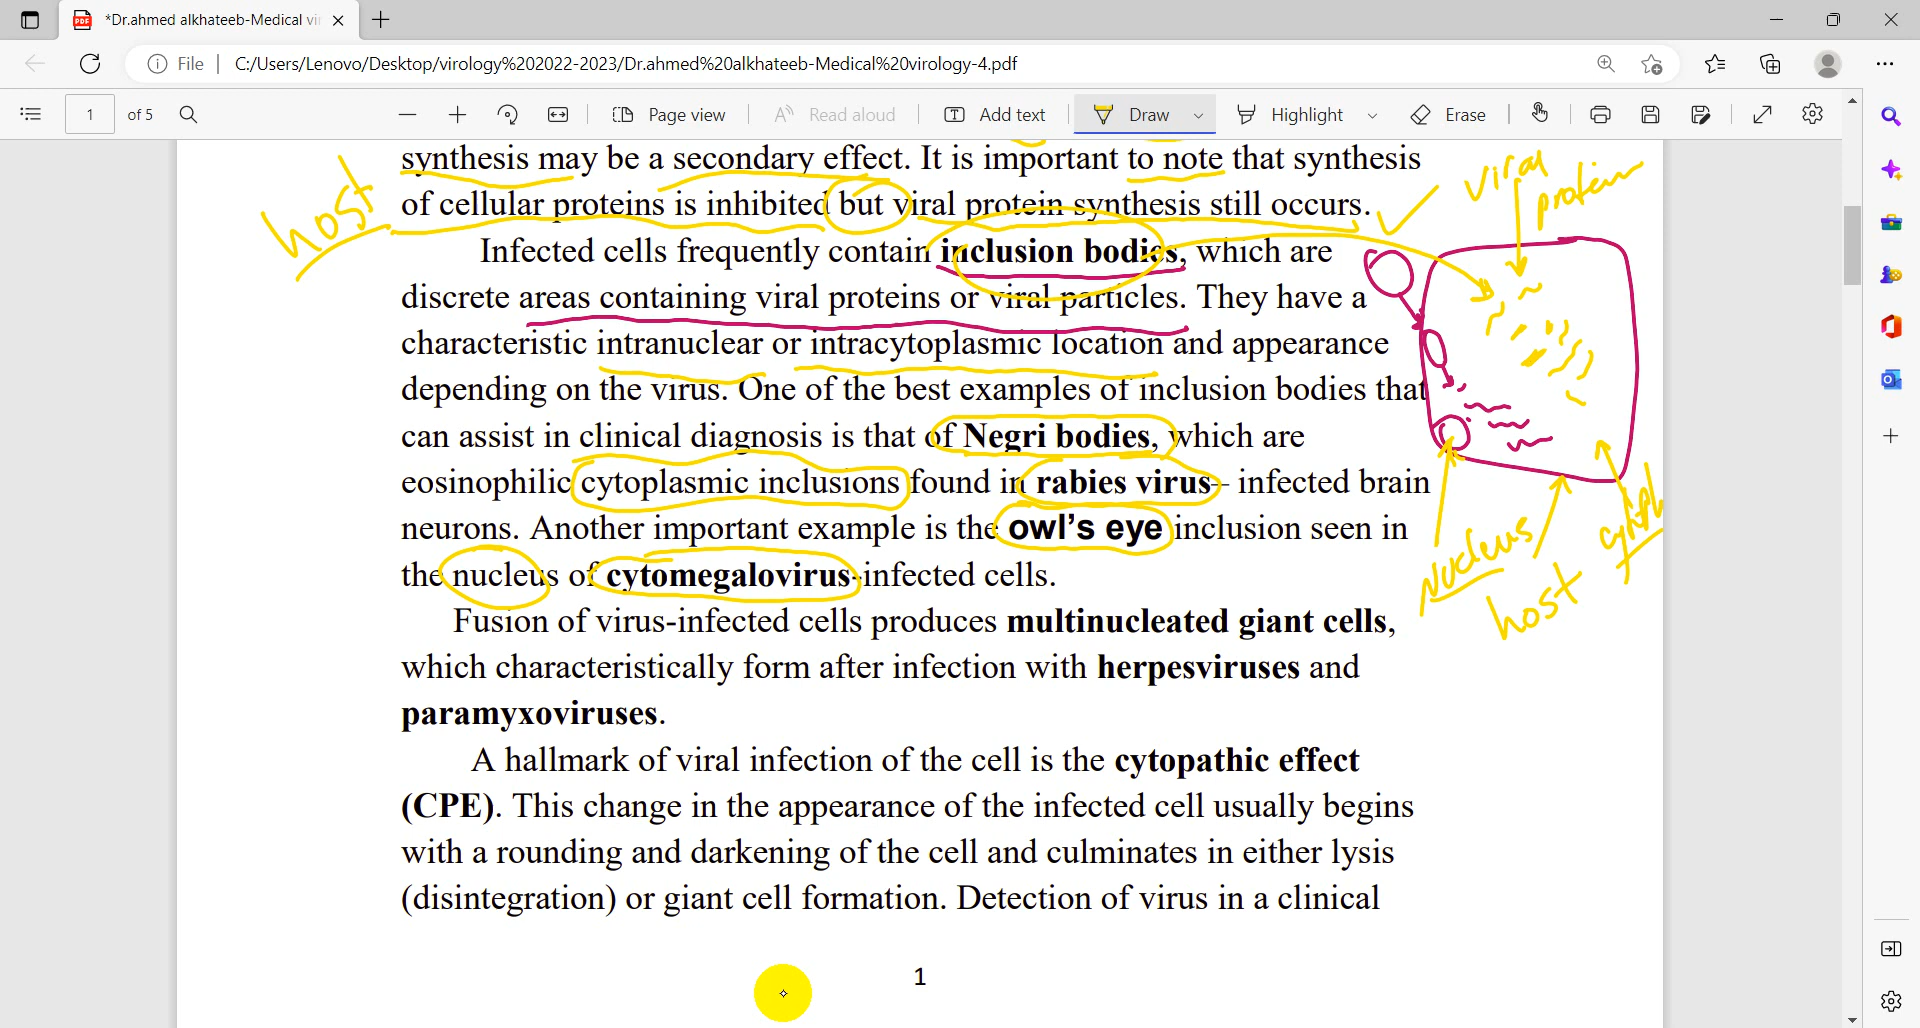 *Dr.ahmed alkhateeb-Medical vi
File
C:/Users/Lenovo/Desktop/virology%202022-2023/Dr.ahmed%20alkhateeb-Medical%20virology-4.pdf
1 of 5
Page view
Read aloud
Add text
Draw
Highlight
Erase
synthesis may be a secondary effect. It is important to note that synthesis
of cellular proteins is inhibited but viral protein synthesis still occurs.
Infected cells frequently contain inclusion bodies, which are
discrete areas containing viral proteins or viral particles. They have a
characteristic intranuclear or intracytoplasmic location and appearance
depending on the virus. One of the best examples of inclusion bodies that
can assist in clinical diagnosis is that of Negri bodies, which are
eosinophilic cytoplasmic inclusions found in rabies virus– infected brain
neurons. Another important example is the owl's eye inclusion seen in
the nucleus of cytomegalovirus-infected cells.
Fusion of virus-infected cells produces multinucleated giant cells,
which characteristically form after infection with herpesviruses and
paramyxoviruses.
A hallmark of viral infection of the cell is the cytopathic effect
(CPE). This change in the appearance of the infected cell usually begins
with a rounding and darkening of the cell and culminates in either lysis
(disintegration) or giant cell formation. Detection of virus in a clinical
1
host
viral
protein
Nucleus
host